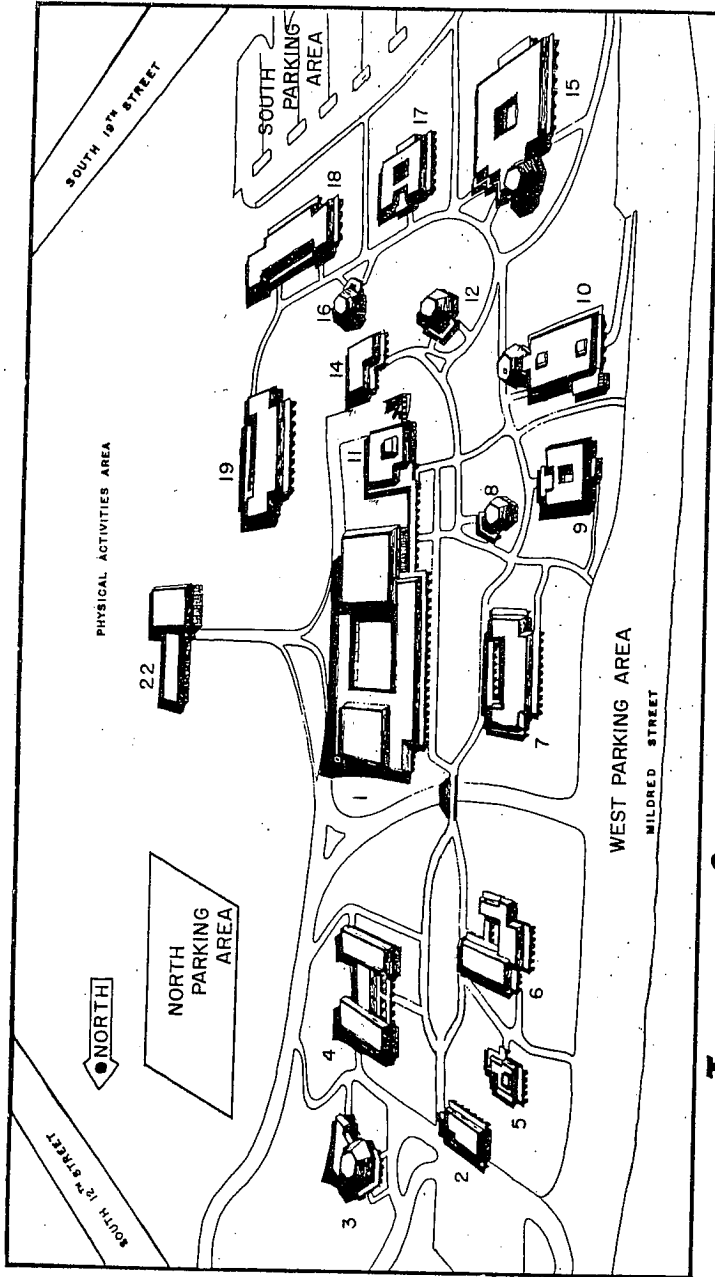 SOUTH 12TH STREET
NORTH
NORTH
PARKING
AREA
PHYSICAL ACTIVITIES AREA
SOUTH 19TH STREET
SOUTH
PARKING
AREA
22
19
18
17
16
14
12
11
15
10
1
8
9
7
4
3
2
5
6
WEST PARKING AREA
MILDRED STREET